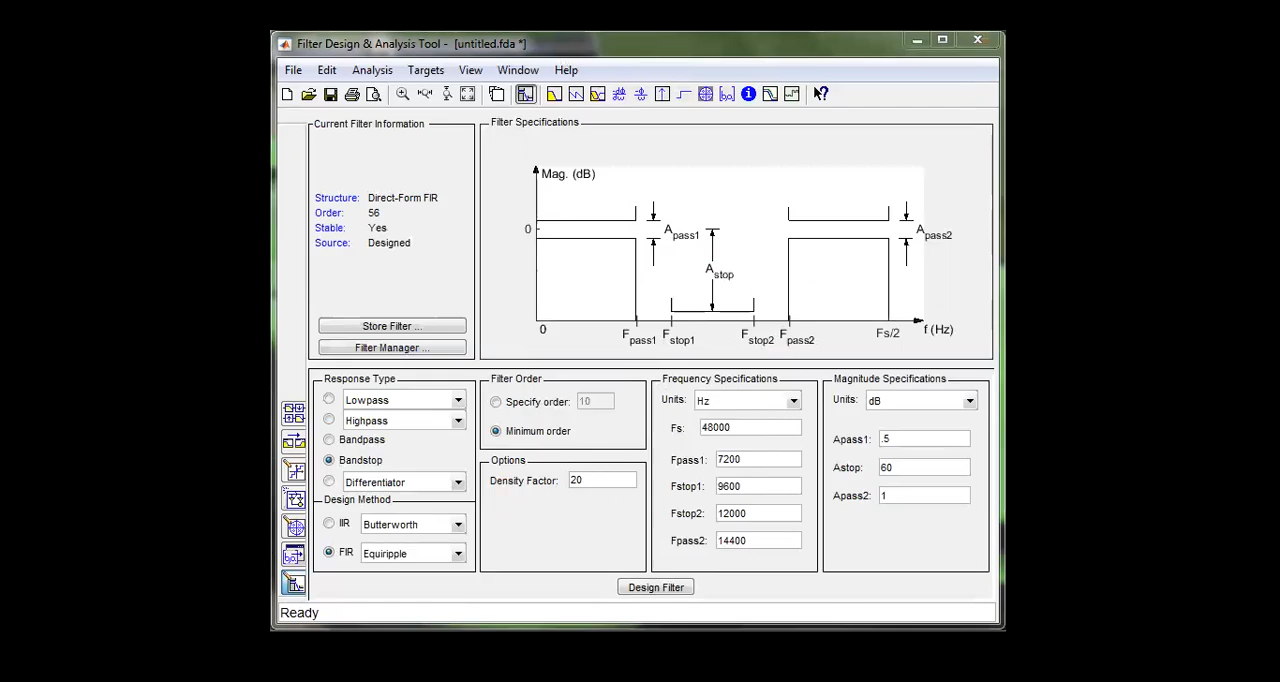 Filter Design & Analysis Tool - [untitled.fda *]
File Edit Analysis Targets View Window Help
Current Filter Information
Structure: Direct-Form FIR
Order: 56
Stable: Yes
Source: Designed
Store Filter ...
Filter Manager ...
Filter Specifications
Mag. (dB)
0
Apass1
Astop
Apass2
0
Fpass1
Fstop1
Fstop2
Fpass2
Fs/2
f (Hz)
Response Type
Lowpass
Highpass
Bandpass
Bandstop
Differentiator
Design Method
IIR Butterworth
FIR Equiripple
Filter Order
Specify order: 10
Minimum order
Options
Density Factor: 20
Frequency Specifications
Units: Hz
Fs: 48000
Fpass1: 7200
Fstop1: 9600
Fstop2: 12000
Fpass2: 14400
Magnitude Specifications
Units: dB
Apass1: .5
Astop: 60
Apass2: 1
Design Filter
Ready